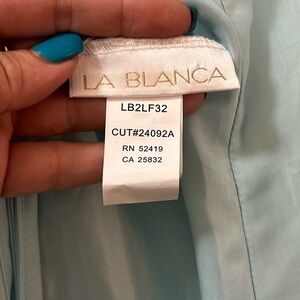 LA BLANCA
LB2LF32
CUT#24092A
RN 52419
CA 25832